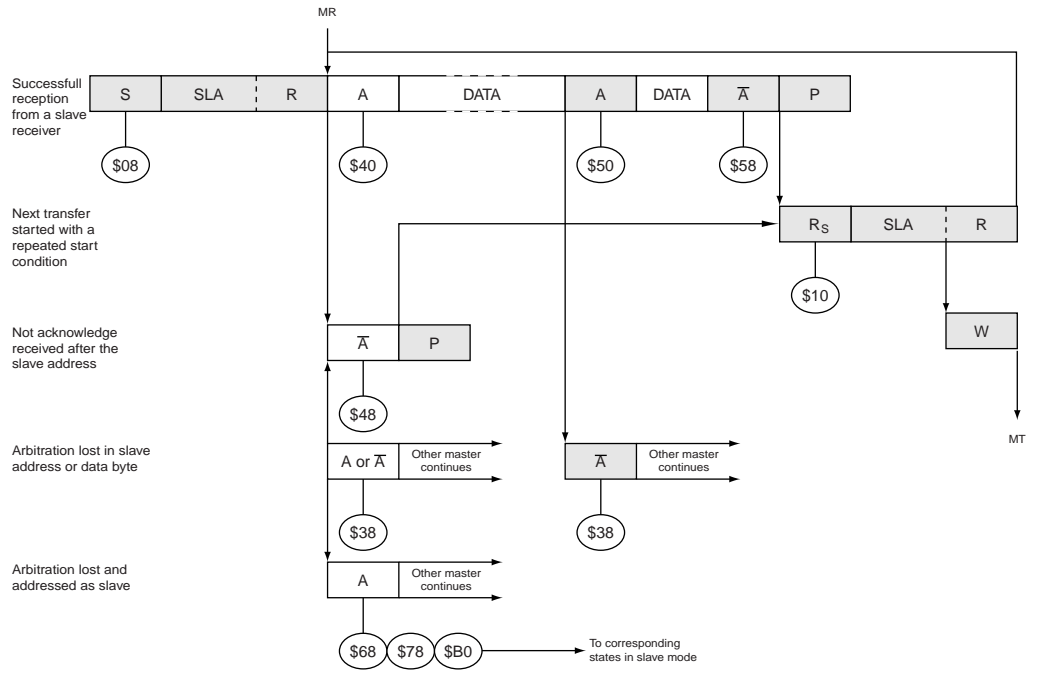 MR
Successfull
reception
from a slave
receiver
S
SLA
R
A
DATA
A
DATA
A̅
P
$08
$40
$50
$58
Next transfer
started with a
repeated start
condition
RS
SLA
R
$10
Not acknowledge
received after the
slave address
A̅
P
W
$48
MT
Arbitration lost in slave
address or data byte
A or A̅
Other master
continues
A̅
Other master
continues
$38
$38
Arbitration lost and
addressed as slave
A
Other master
continues
$68
$78
$B0
To corresponding
states in slave mode